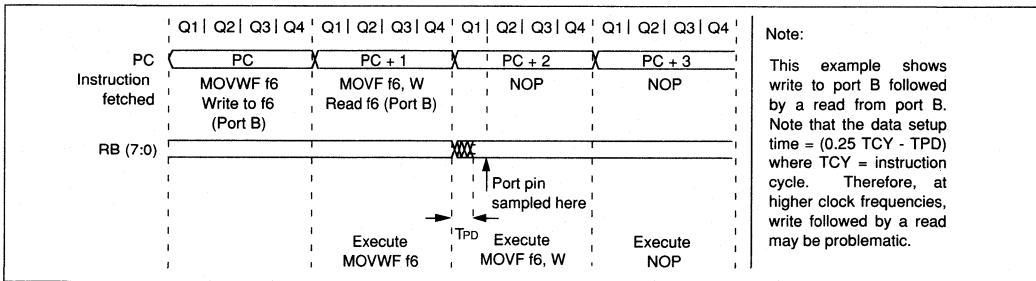 Q1| Q2| Q3| Q4 Q1| Q2| Q3| Q4 Q1| Q2| Q3| Q4 Q1| Q2| Q3| Q4
PC PC PC + 1 PC + 2 PC + 3
Instruction fetched
MOVWF f6
Write to f6
(Port B)
MOVF f6, W
Read f6 (Port B)
NOP
NOP
RB (7:0)
Port pin
sampled here
TPD
Execute
MOVWF f6
Execute
MOVF f6, W
Execute
NOP
Note:
This example shows
write to port B followed
by a read from port B.
Note that the data setup
time = (0.25 TCY - TPD)
where TCY = instruction
cycle. Therefore, at
higher clock frequencies,
write followed by a read
may be problematic.